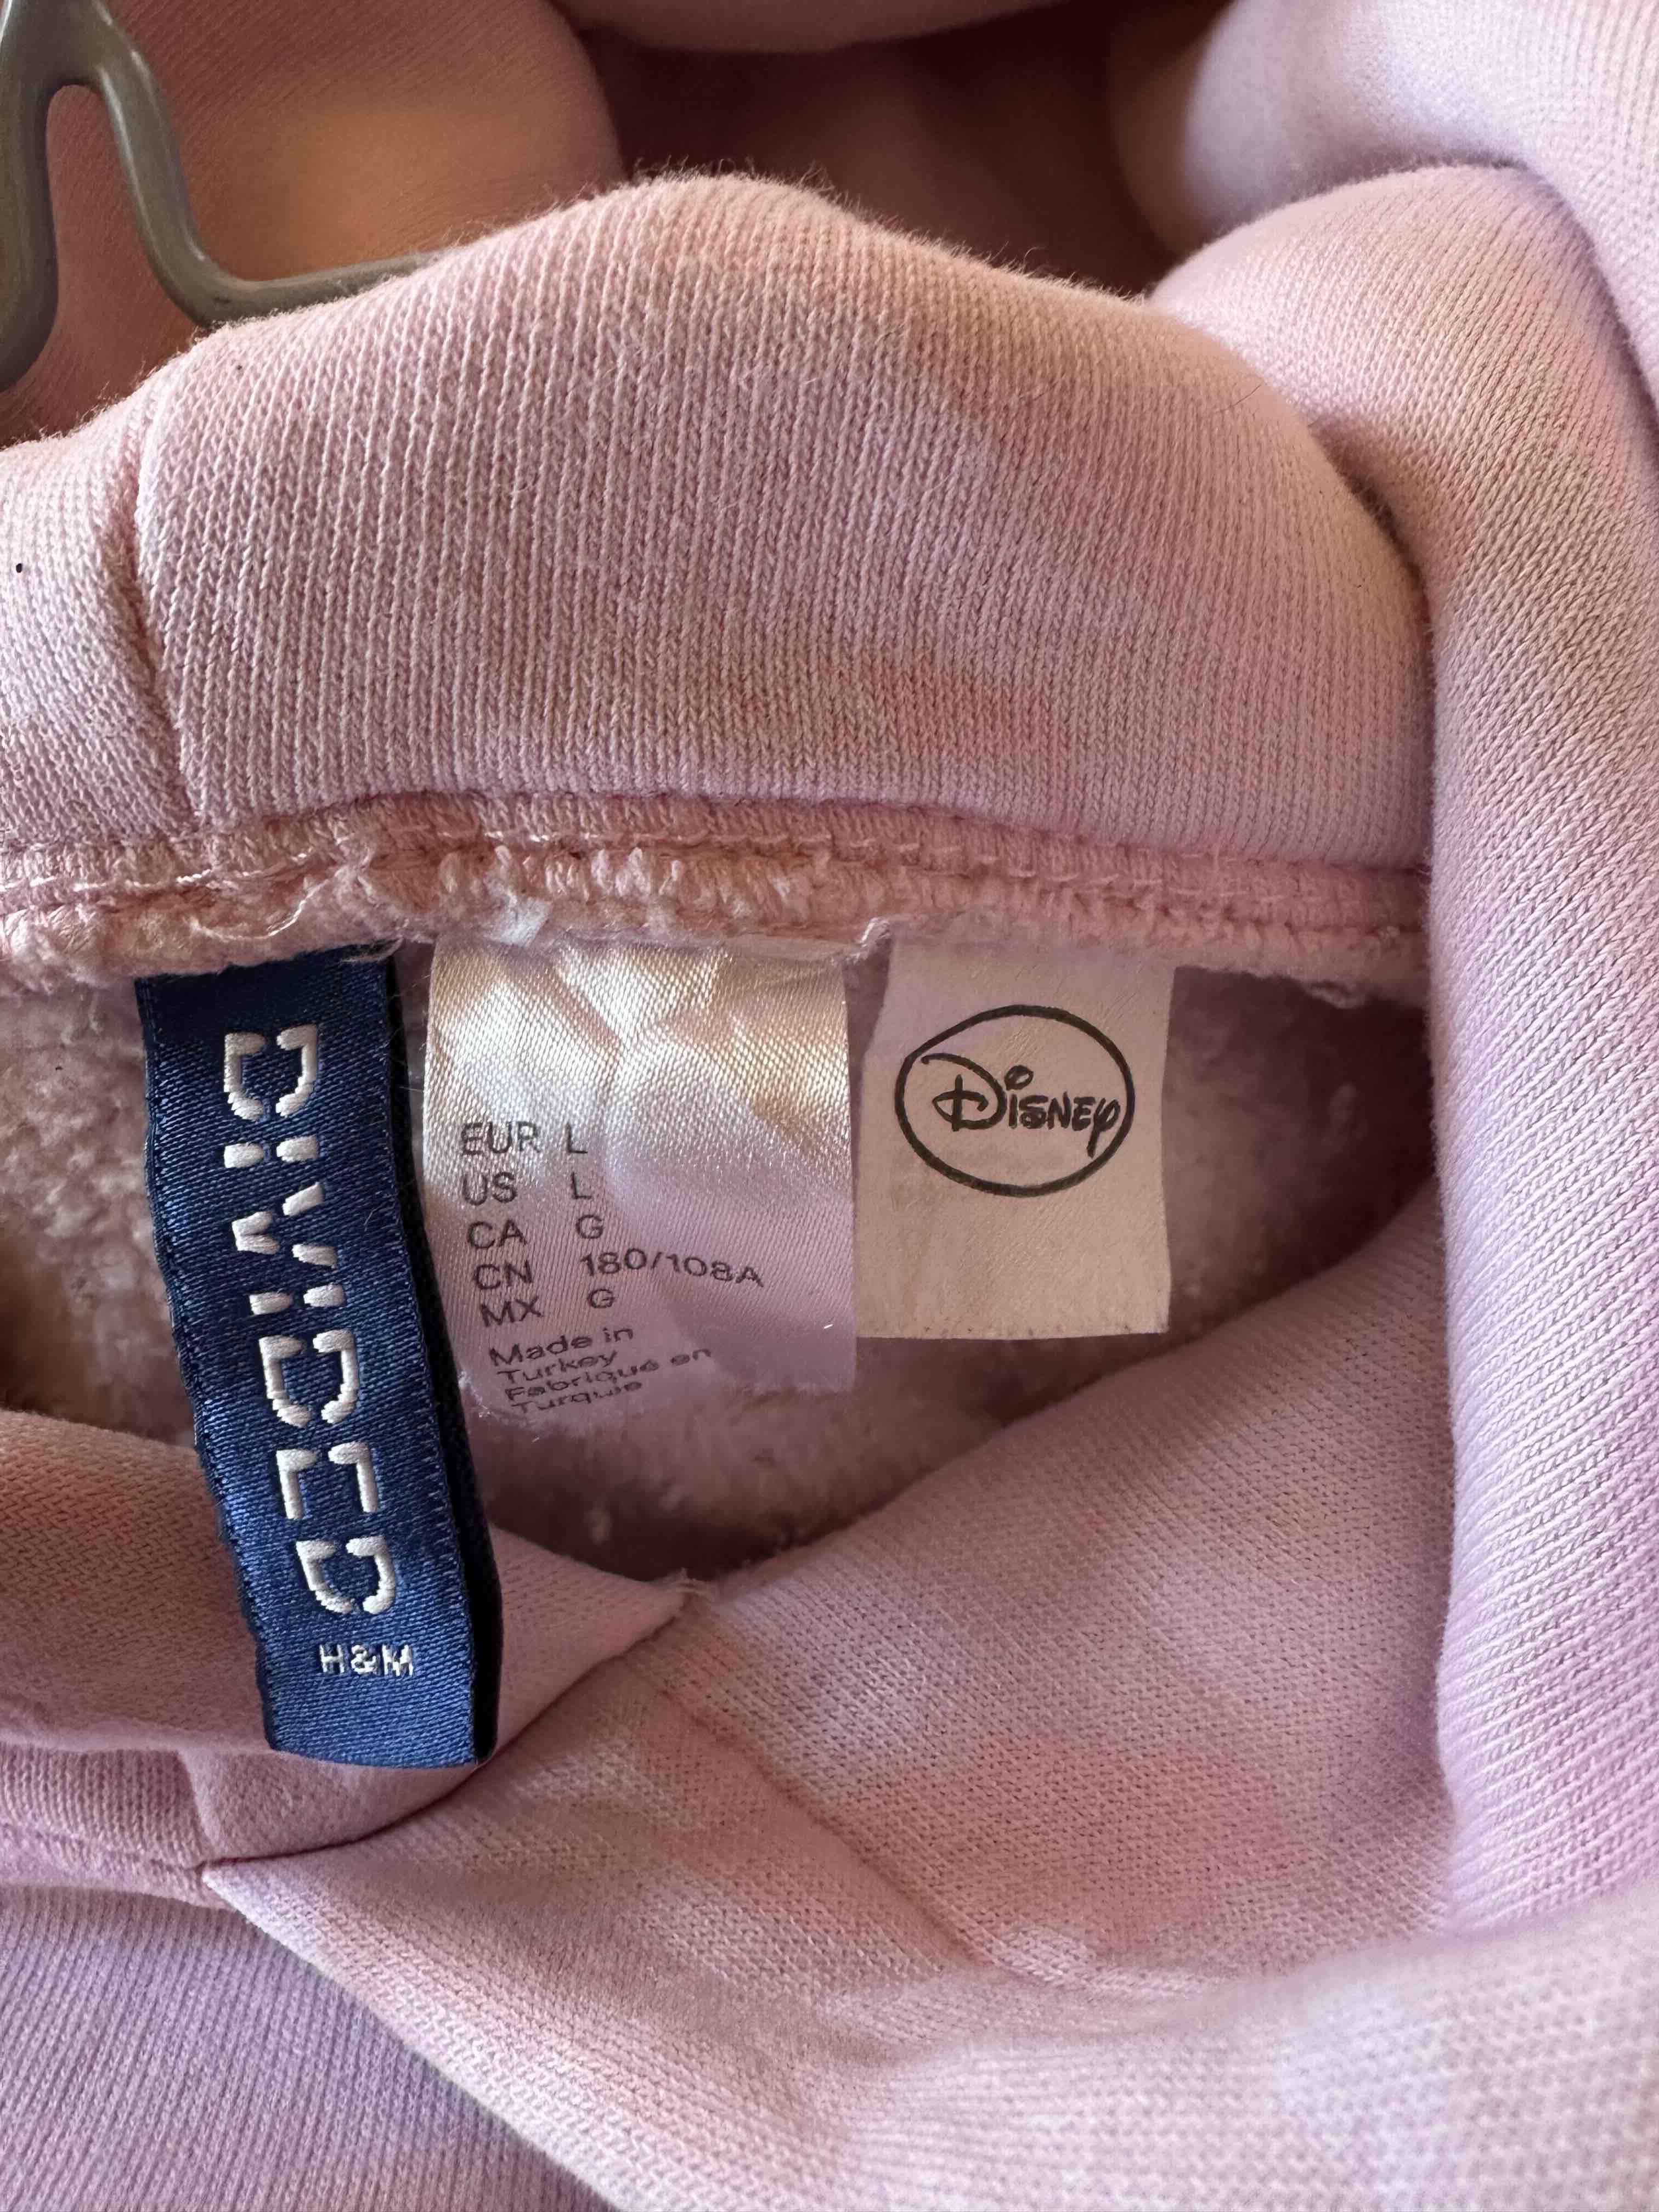 DIVIDED
H&M
EUR L
US L
CA G
CN 180/108A
MX G
Made in
Turkey
Fabriqué en
Turquie
Disney